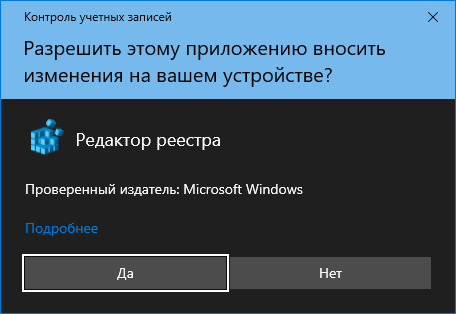 Контроль учетных записей
Разрешить этому приложению вносить
изменения на вашем устройстве?
Редактор реестра
Проверенный издатель: Microsoft Windows
Подробнее
Да
Нет